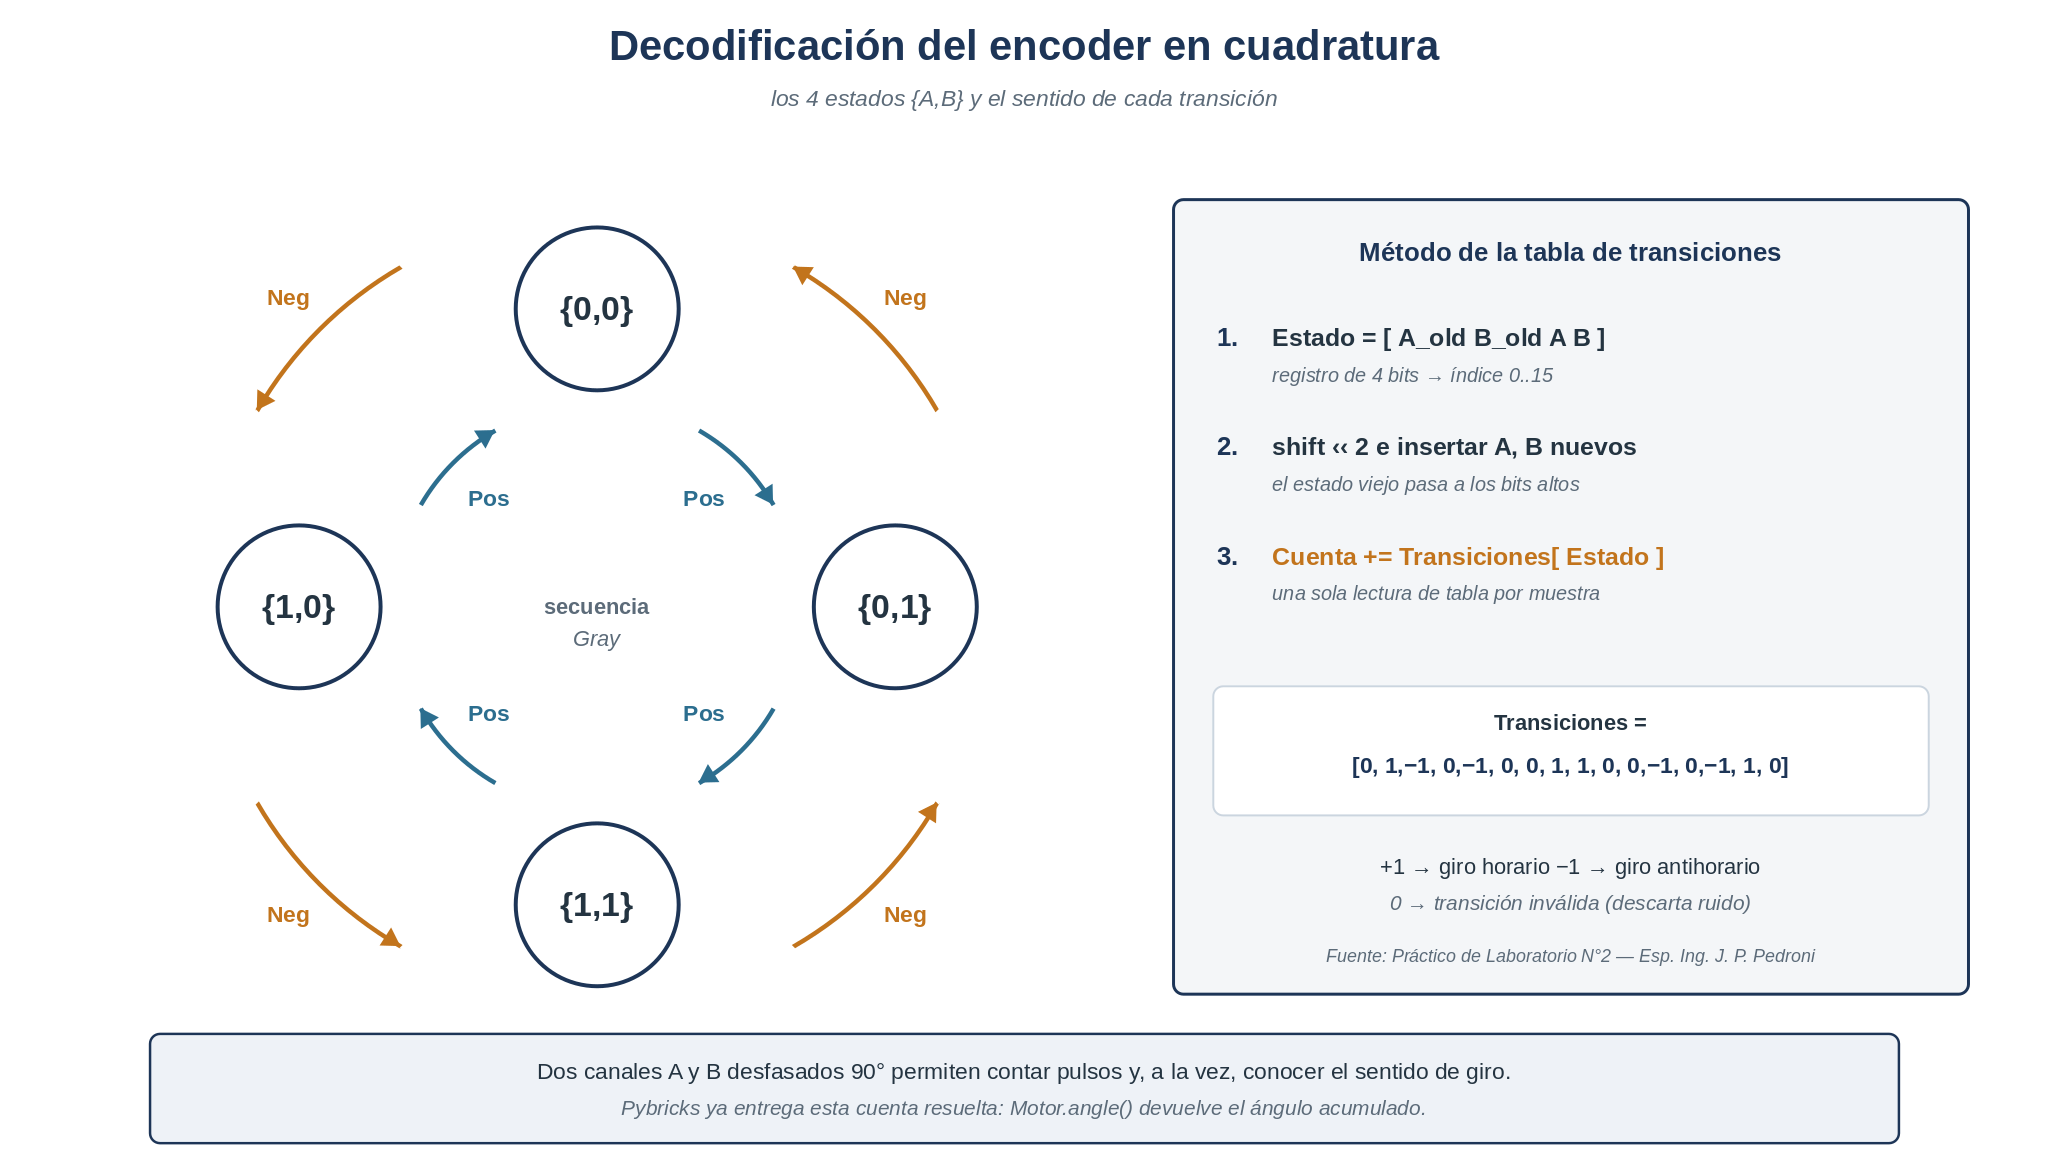 Decodificación del encoder en cuadratura
los 4 estados {A,B} y el sentido de cada transición
Neg
Neg
{0,0}
Pos
Pos
{1,0}
secuencia
Gray
{0,1}
Pos
Pos
{1,1}
Neg
Neg
Método de la tabla de transiciones
1. Estado = [ A_old B_old A B ]
registro de 4 bits → índice 0..15
2. shift ‹‹ 2 e insertar A, B nuevos
el estado viejo pasa a los bits altos
3. Cuenta += Transiciones[ Estado ]
una sola lectura de tabla por muestra
Transiciones =
[0, 1,−1, 0,−1, 0, 0, 1, 1, 0, 0,−1, 0,−1, 1, 0]
+1 → giro horario −1 → giro antihorario
0 → transición inválida (descarta ruido)
Fuente: Práctico de Laboratorio N°2 — Esp. Ing. J. P. Pedroni
Dos canales A y B desfasados 90° permiten contar pulsos y, a la vez, conocer el sentido de giro.
Pybricks ya entrega esta cuenta resuelta: Motor.angle() devuelve el ángulo acumulado.